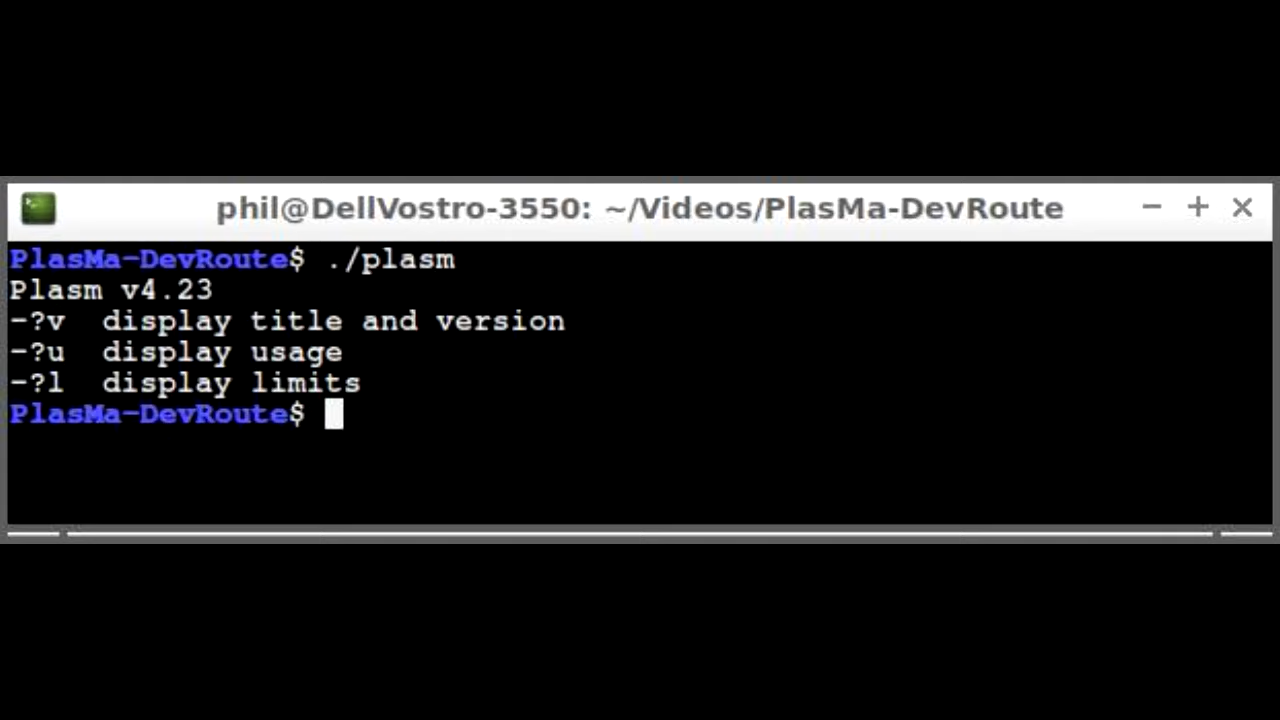 phil@DellVostro-3550: ~/Videos/PlasMa-DevRoute
PlasMa-DevRoute$ ./plasm
Plasm v4.23
-?v  display title and version
-?u  display usage
-?l  display limits
PlasMa-DevRoute$